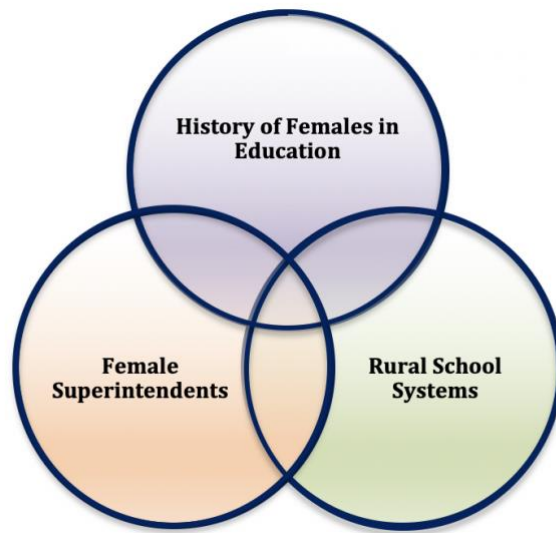 History of Females in
Education
Female
Superintendents
Rural School
Systems